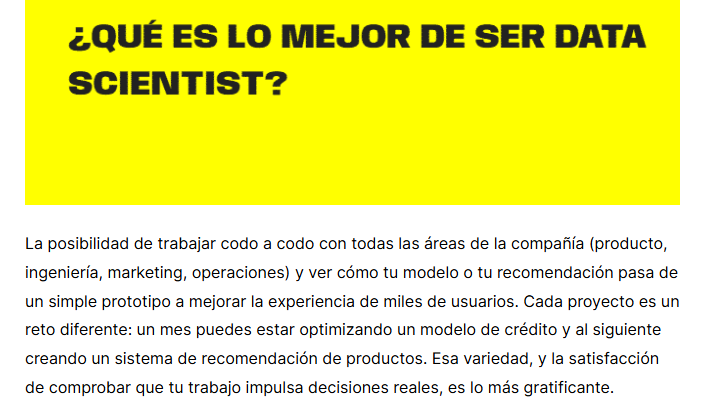 ¿QUÉ ES LO MEJOR DE SER DATA
SCIENTIST?
La posibilidad de trabajar codo a codo con todas las áreas de la compañía (producto,
ingeniería, marketing, operaciones) y ver cómo tu modelo o tu recomendación pasa de
un simple prototipo a mejorar la experiencia de miles de usuarios. Cada proyecto es un
reto diferente: un mes puedes estar optimizando un modelo de crédito y al siguiente
creando un sistema de recomendación de productos. Esa variedad, y la satisfacción
de comprobar que tu trabajo impulsa decisiones reales, es lo más gratificante.